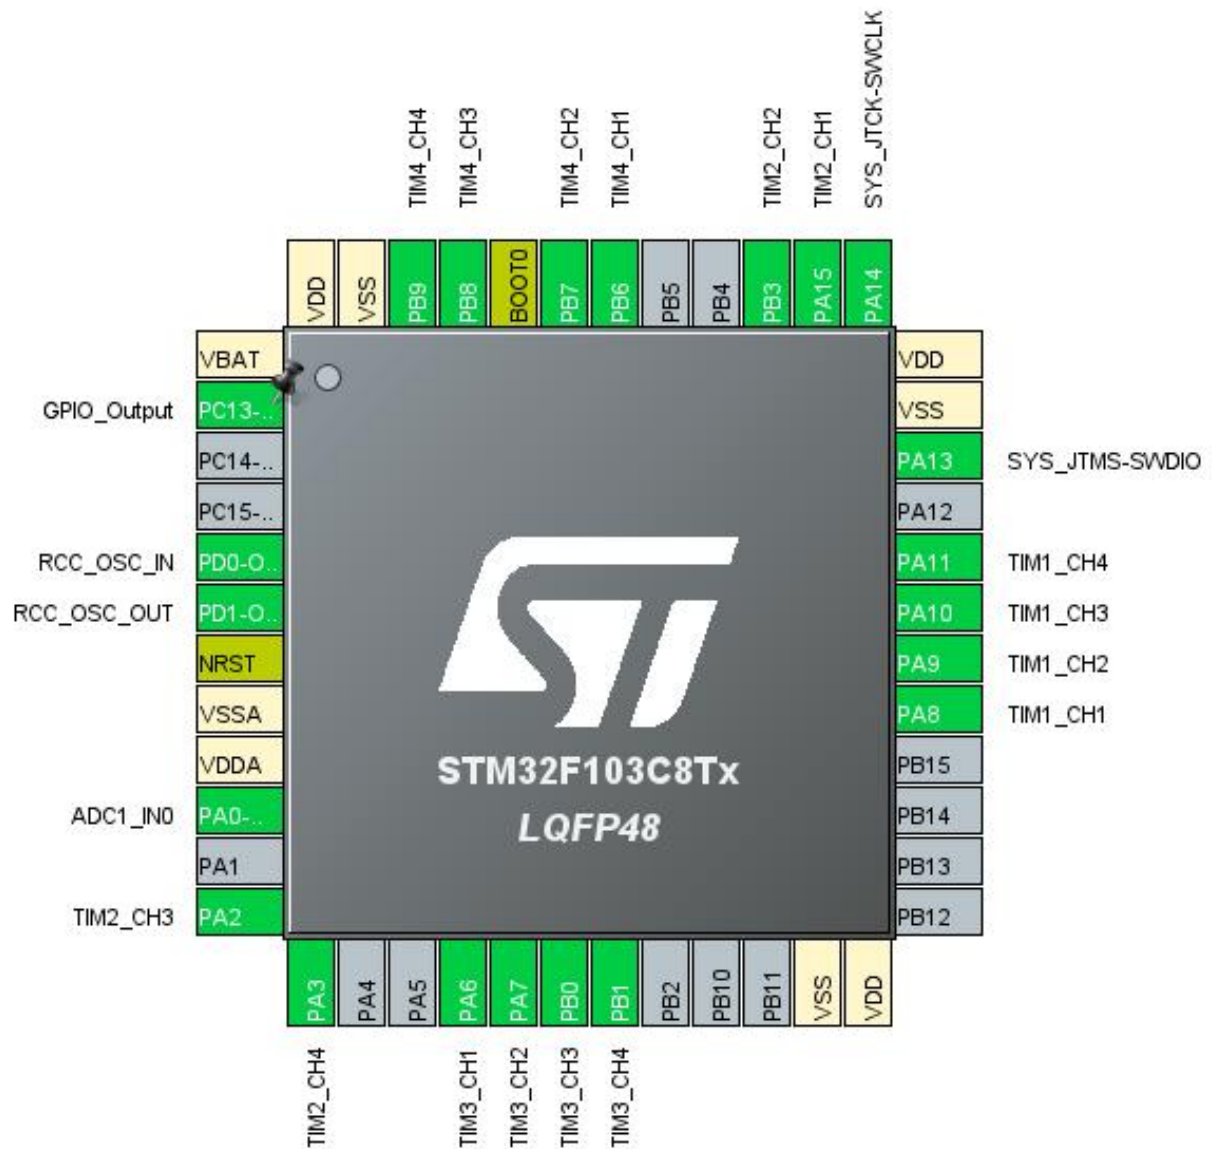 TIM4_CH4
TIM4_CH3
TIM4_CH2
TIM4_CH1
TIM2_CH2
TIM2_CH1
SYS_JTCK-SWCLK
VDD
VSS
PB9
PB8
BOOT0
PB7
PB6
PB5
PB4
PB3
PA15
PA14
VBAT
GPIO_Output PC13-..
PC14-..
PC15-..
RCC_OSC_IN PD0-O..
RCC_OSC_OUT PD1-O..
NRST
VSSA
VDDA
ADC1_IN0 PA0-..
PA1
TIM2_CH3 PA2
ST
STM32F103C8Tx
LQFP48
VDD
VSS
PA13 SYS_JTMS-SWDIO
PA12
PA11 TIM1_CH4
PA10 TIM1_CH3
PA9 TIM1_CH2
PA8 TIM1_CH1
PB15
PB14
PB13
PB12
PA3
PA4
PA5
PA6
PA7
PB0
PB1
PB2
PB10
PB11
VSS
VDD
TIM2_CH4
TIM3_CH1
TIM3_CH2
TIM3_CH3
TIM3_CH4